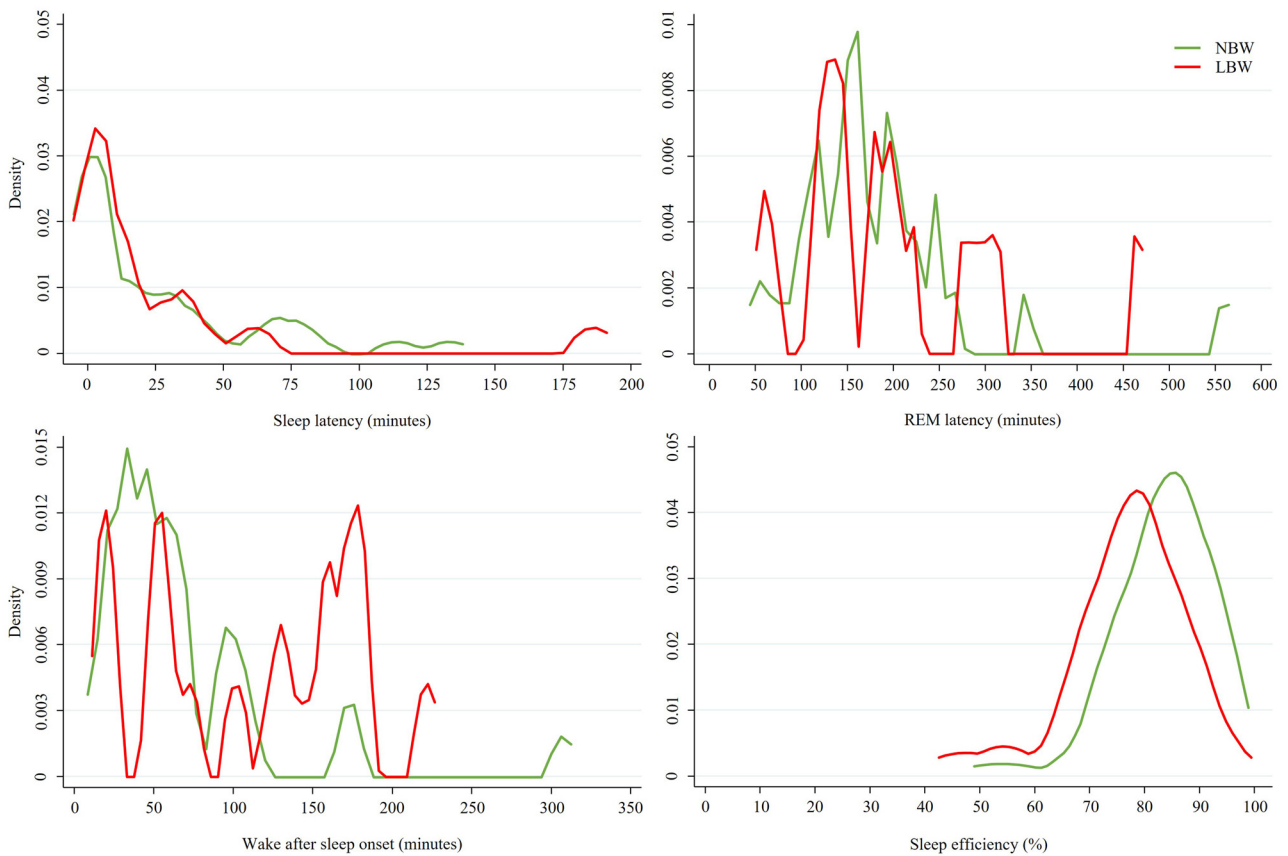 Density
0.05
0.04
0.03
0.02
0.01
0
0 25 50 75 100 125 150 175 200
Sleep latency (minutes)
0.01
0.008
0.006
0.004
0.002
0
NBW
LBW
0 50 100 150 200 250 300 350 400 450 500 550 600
REM latency (minutes)
Density
0.015
0.012
0.009
0.006
0.003
0
0 50 100 150 200 250 300 350
Wake after sleep onset (minutes)
0.05
0.04
0.03
0.02
0.01
0
0 10 20 30 40 50 60 70 80 90 100
Sleep efficiency (%)